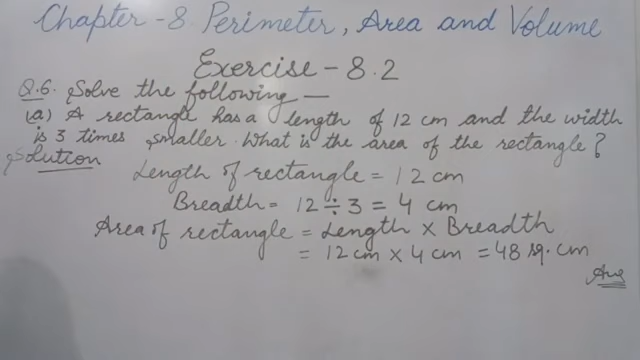 Chapter - 8 Perimeter, Area and Volume
Exercise - 8.2
Q.6. Solve the following —
(a) A rectangle has a length of 12 cm and the width
is 3 times smaller. What is the area of the rectangle?
Solution
Length of rectangle = 12 cm
Breadth = 12 ÷ 3 = 4 cm
Area of rectangle = Length × Breadth
= 12 cm × 4 cm = 48 sq. cm
Ans